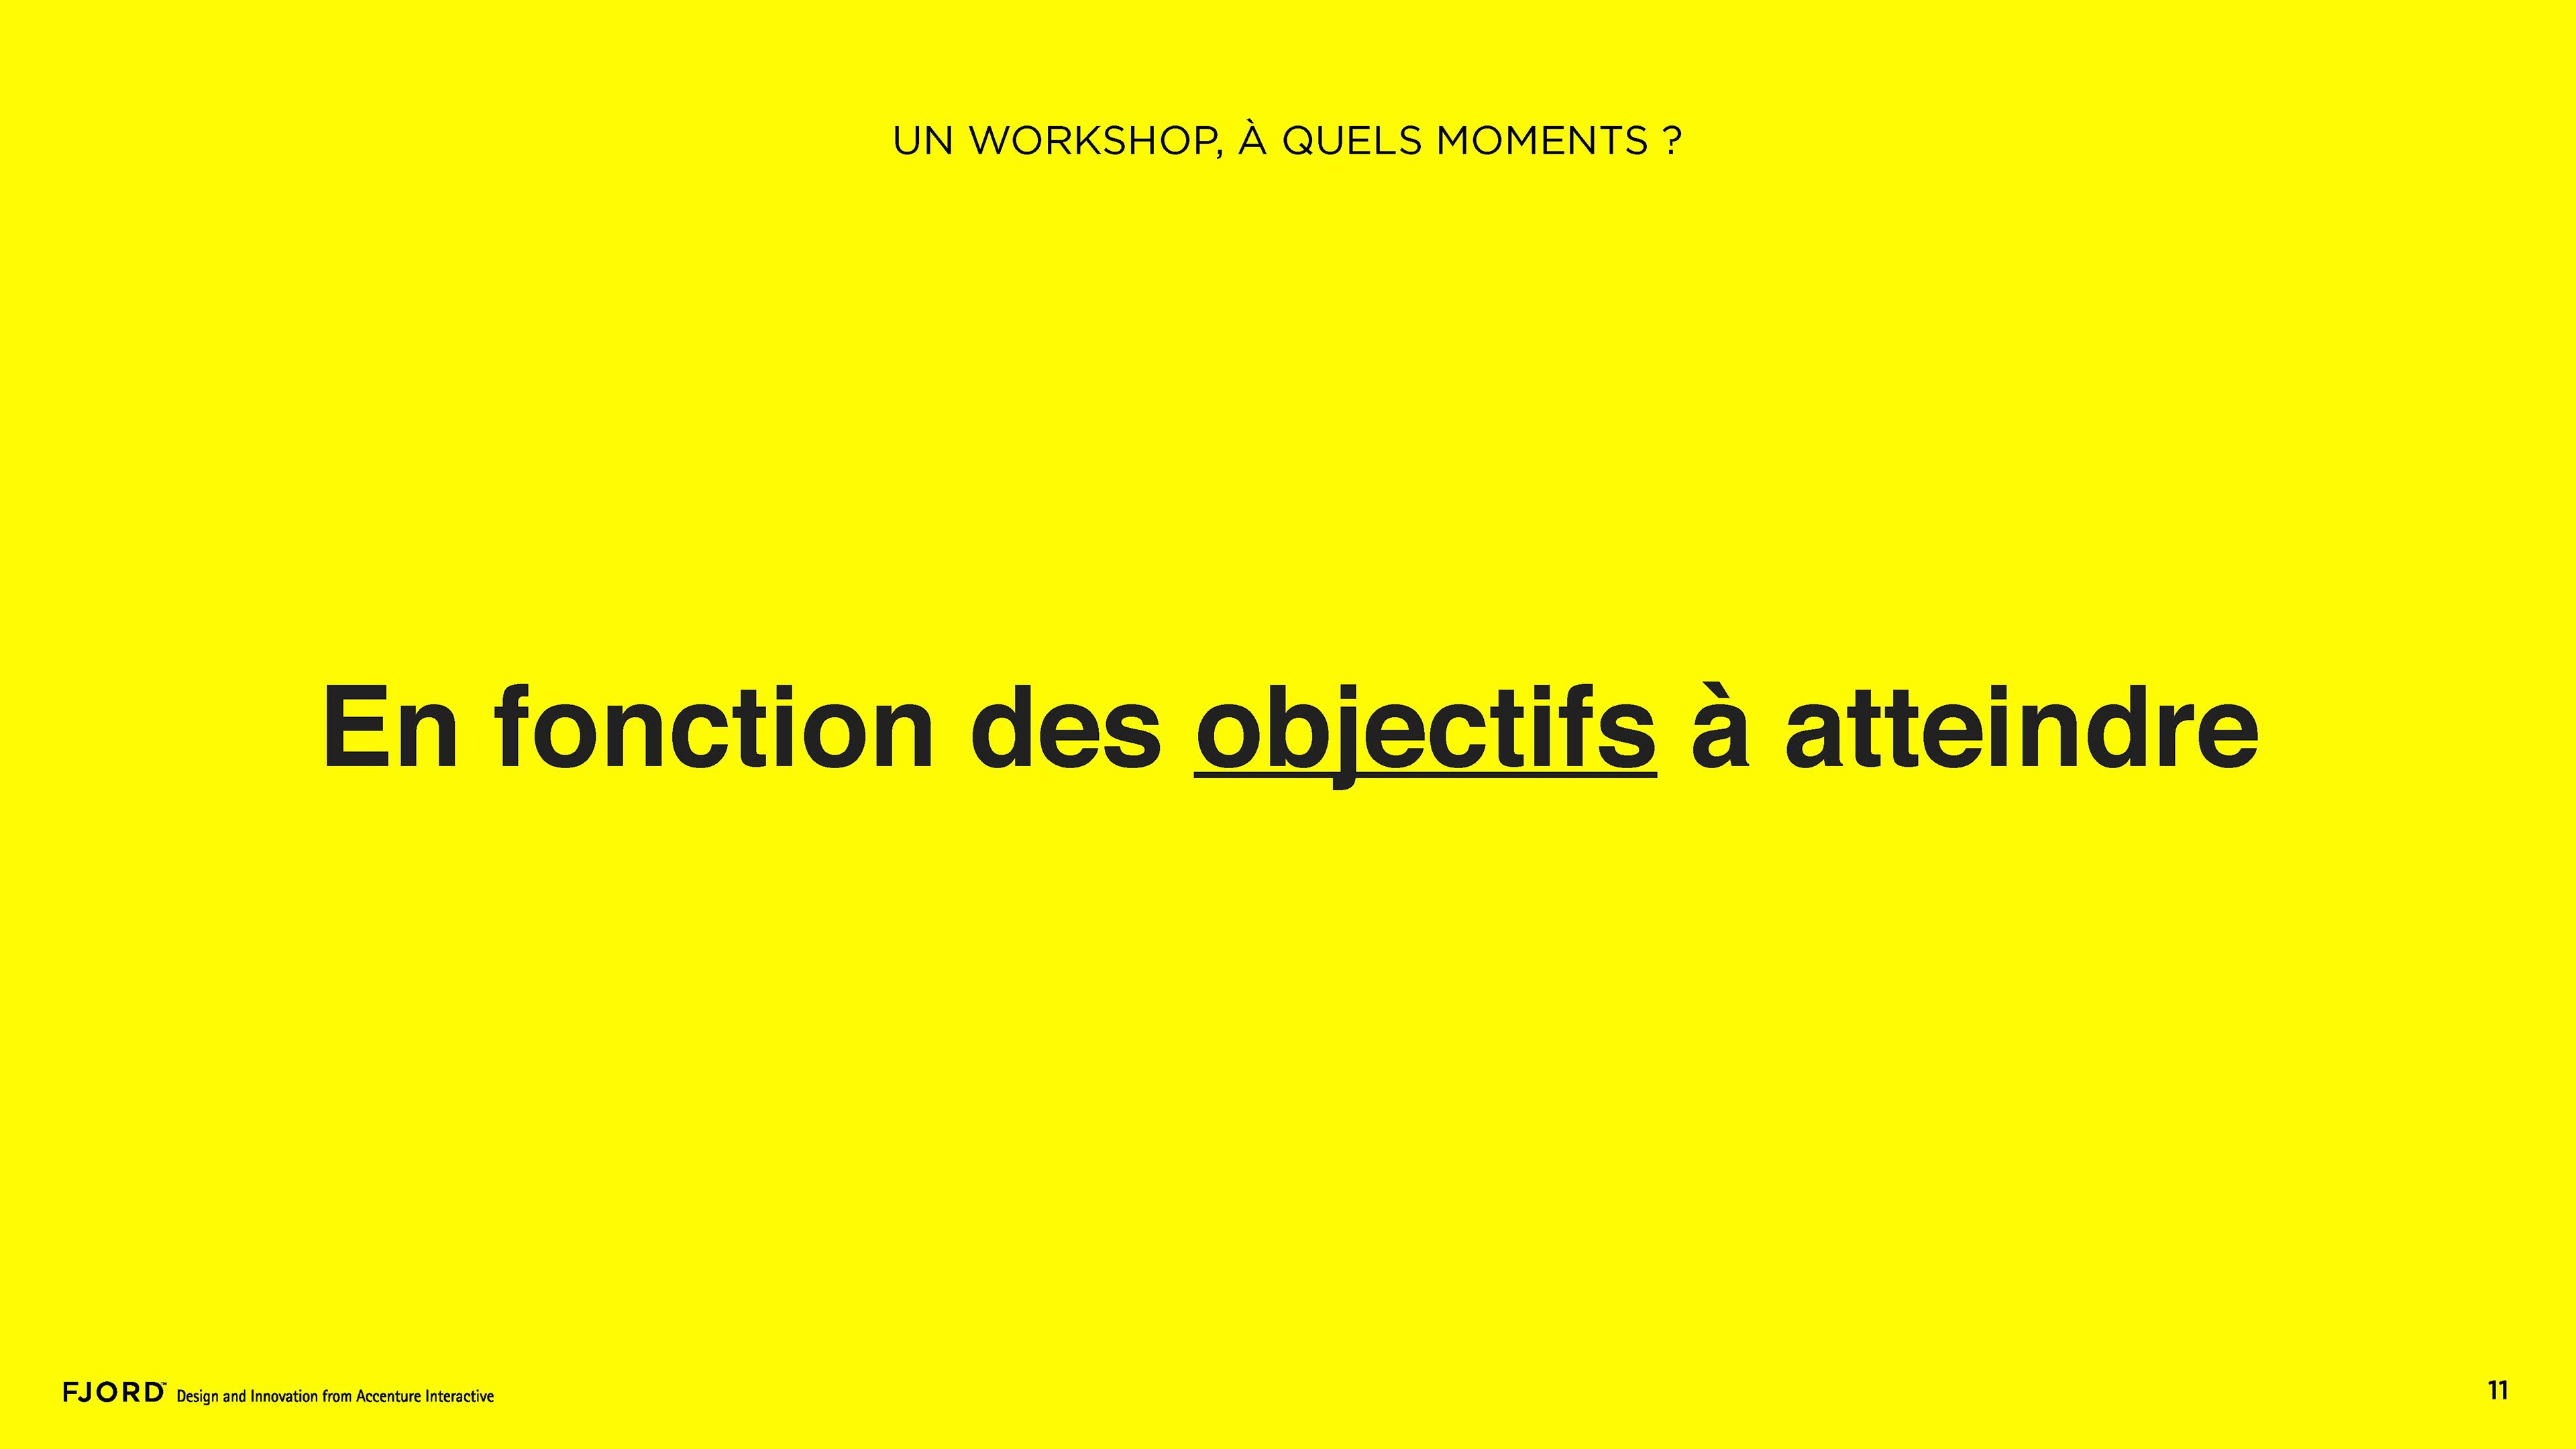 UN WORKSHOP, À QUELS MOMENTS ?
En fonction des objectifs à atteindre
FJORD™ Design and Innovation from Accenture Interactive
11